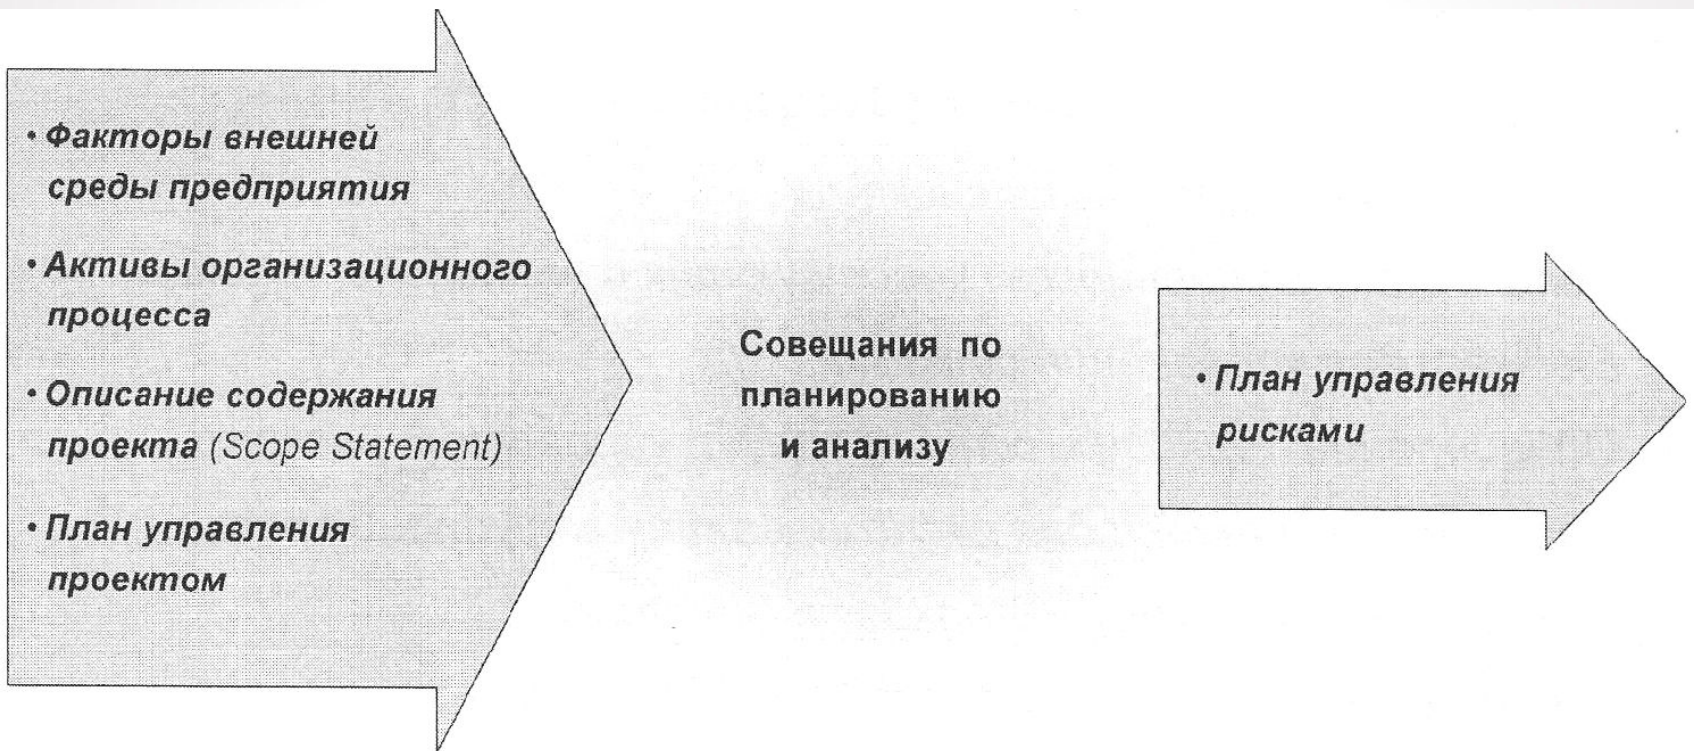 • Факторы внешней
среды предприятия
• Активы организационного
процесса
• Описание содержания
проекта (Scope Statement)
• План управления
проектом
Совещания по
планированию
и анализу
• План управления
рисками